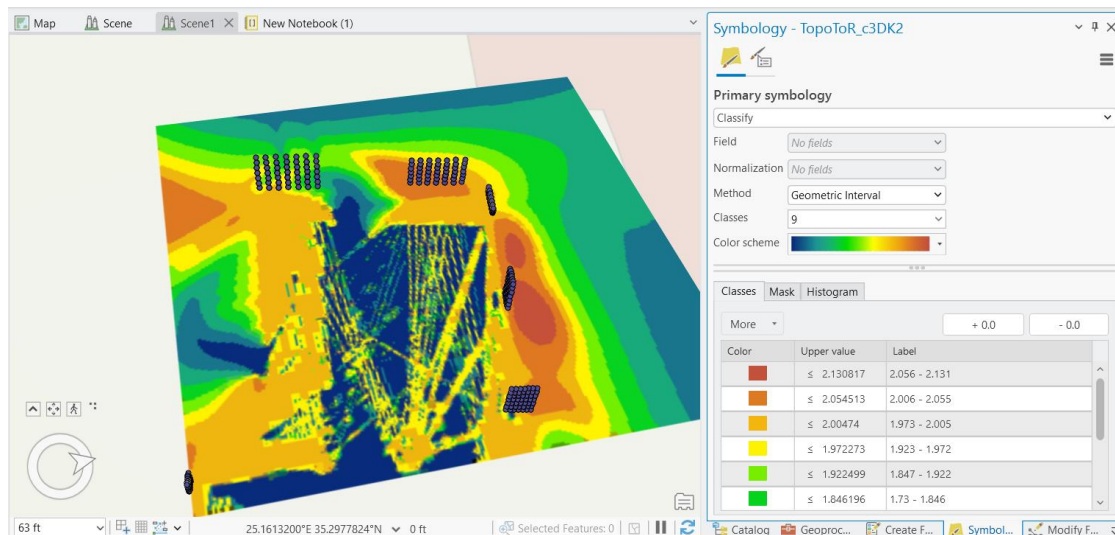 Map Scene Scene1 New Notebook (1)
Symbology - TopoToR_c3DK2
Primary symbology
Classify
Field No fields
Normalization No fields
Method Geometric Interval
Classes 9
Color scheme
Classes Mask Histogram
More + 0.0 - 0.0
Color Upper value Label
≤ 2.130817 2.056 - 2.131
≤ 2.054513 2.006 - 2.055
≤ 2.00474 1.973 - 2.005
≤ 1.972273 1.923 - 1.972
≤ 1.922499 1.847 - 1.922
≤ 1.846196 1.73 - 1.846
63 ft 25.1613200°E 35.2977824°N 0 ft Selected Features: 0
Catalog Geoproc... Create F... Symbol... Modify F...